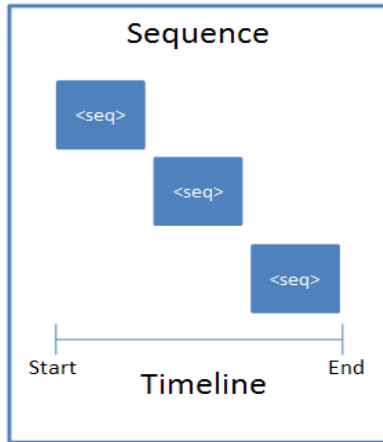 Sequence
<seq>
<seq>
<seq>
Start End
Timeline